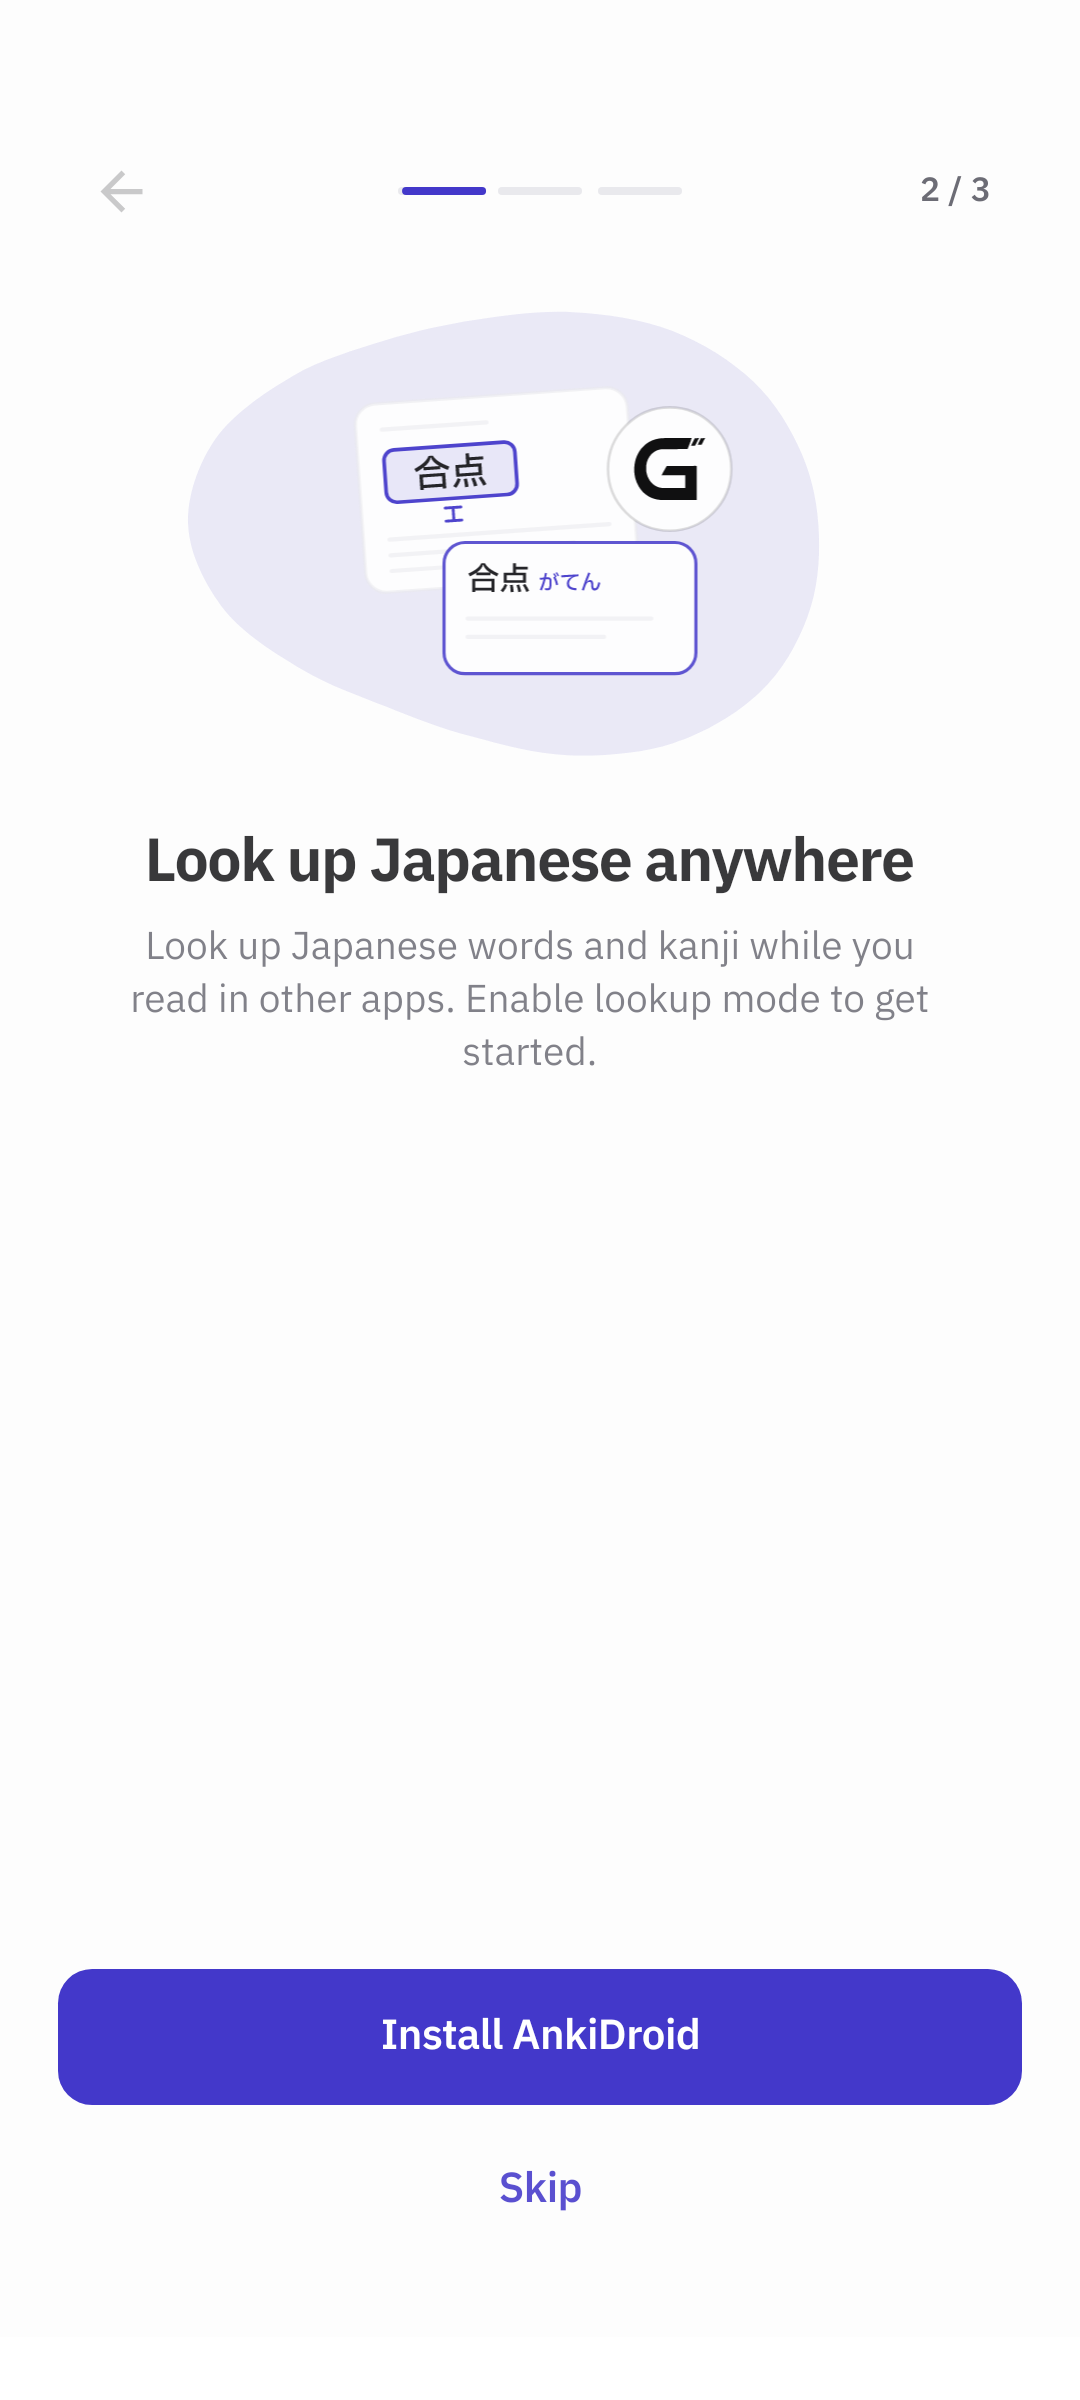 2 / 3
合点
合点 がてん
G"
Look up Japanese anywhere
Look up Japanese words and kanji while you
read in other apps. Enable lookup mode to get
started.
Install AnkiDroid
Skip